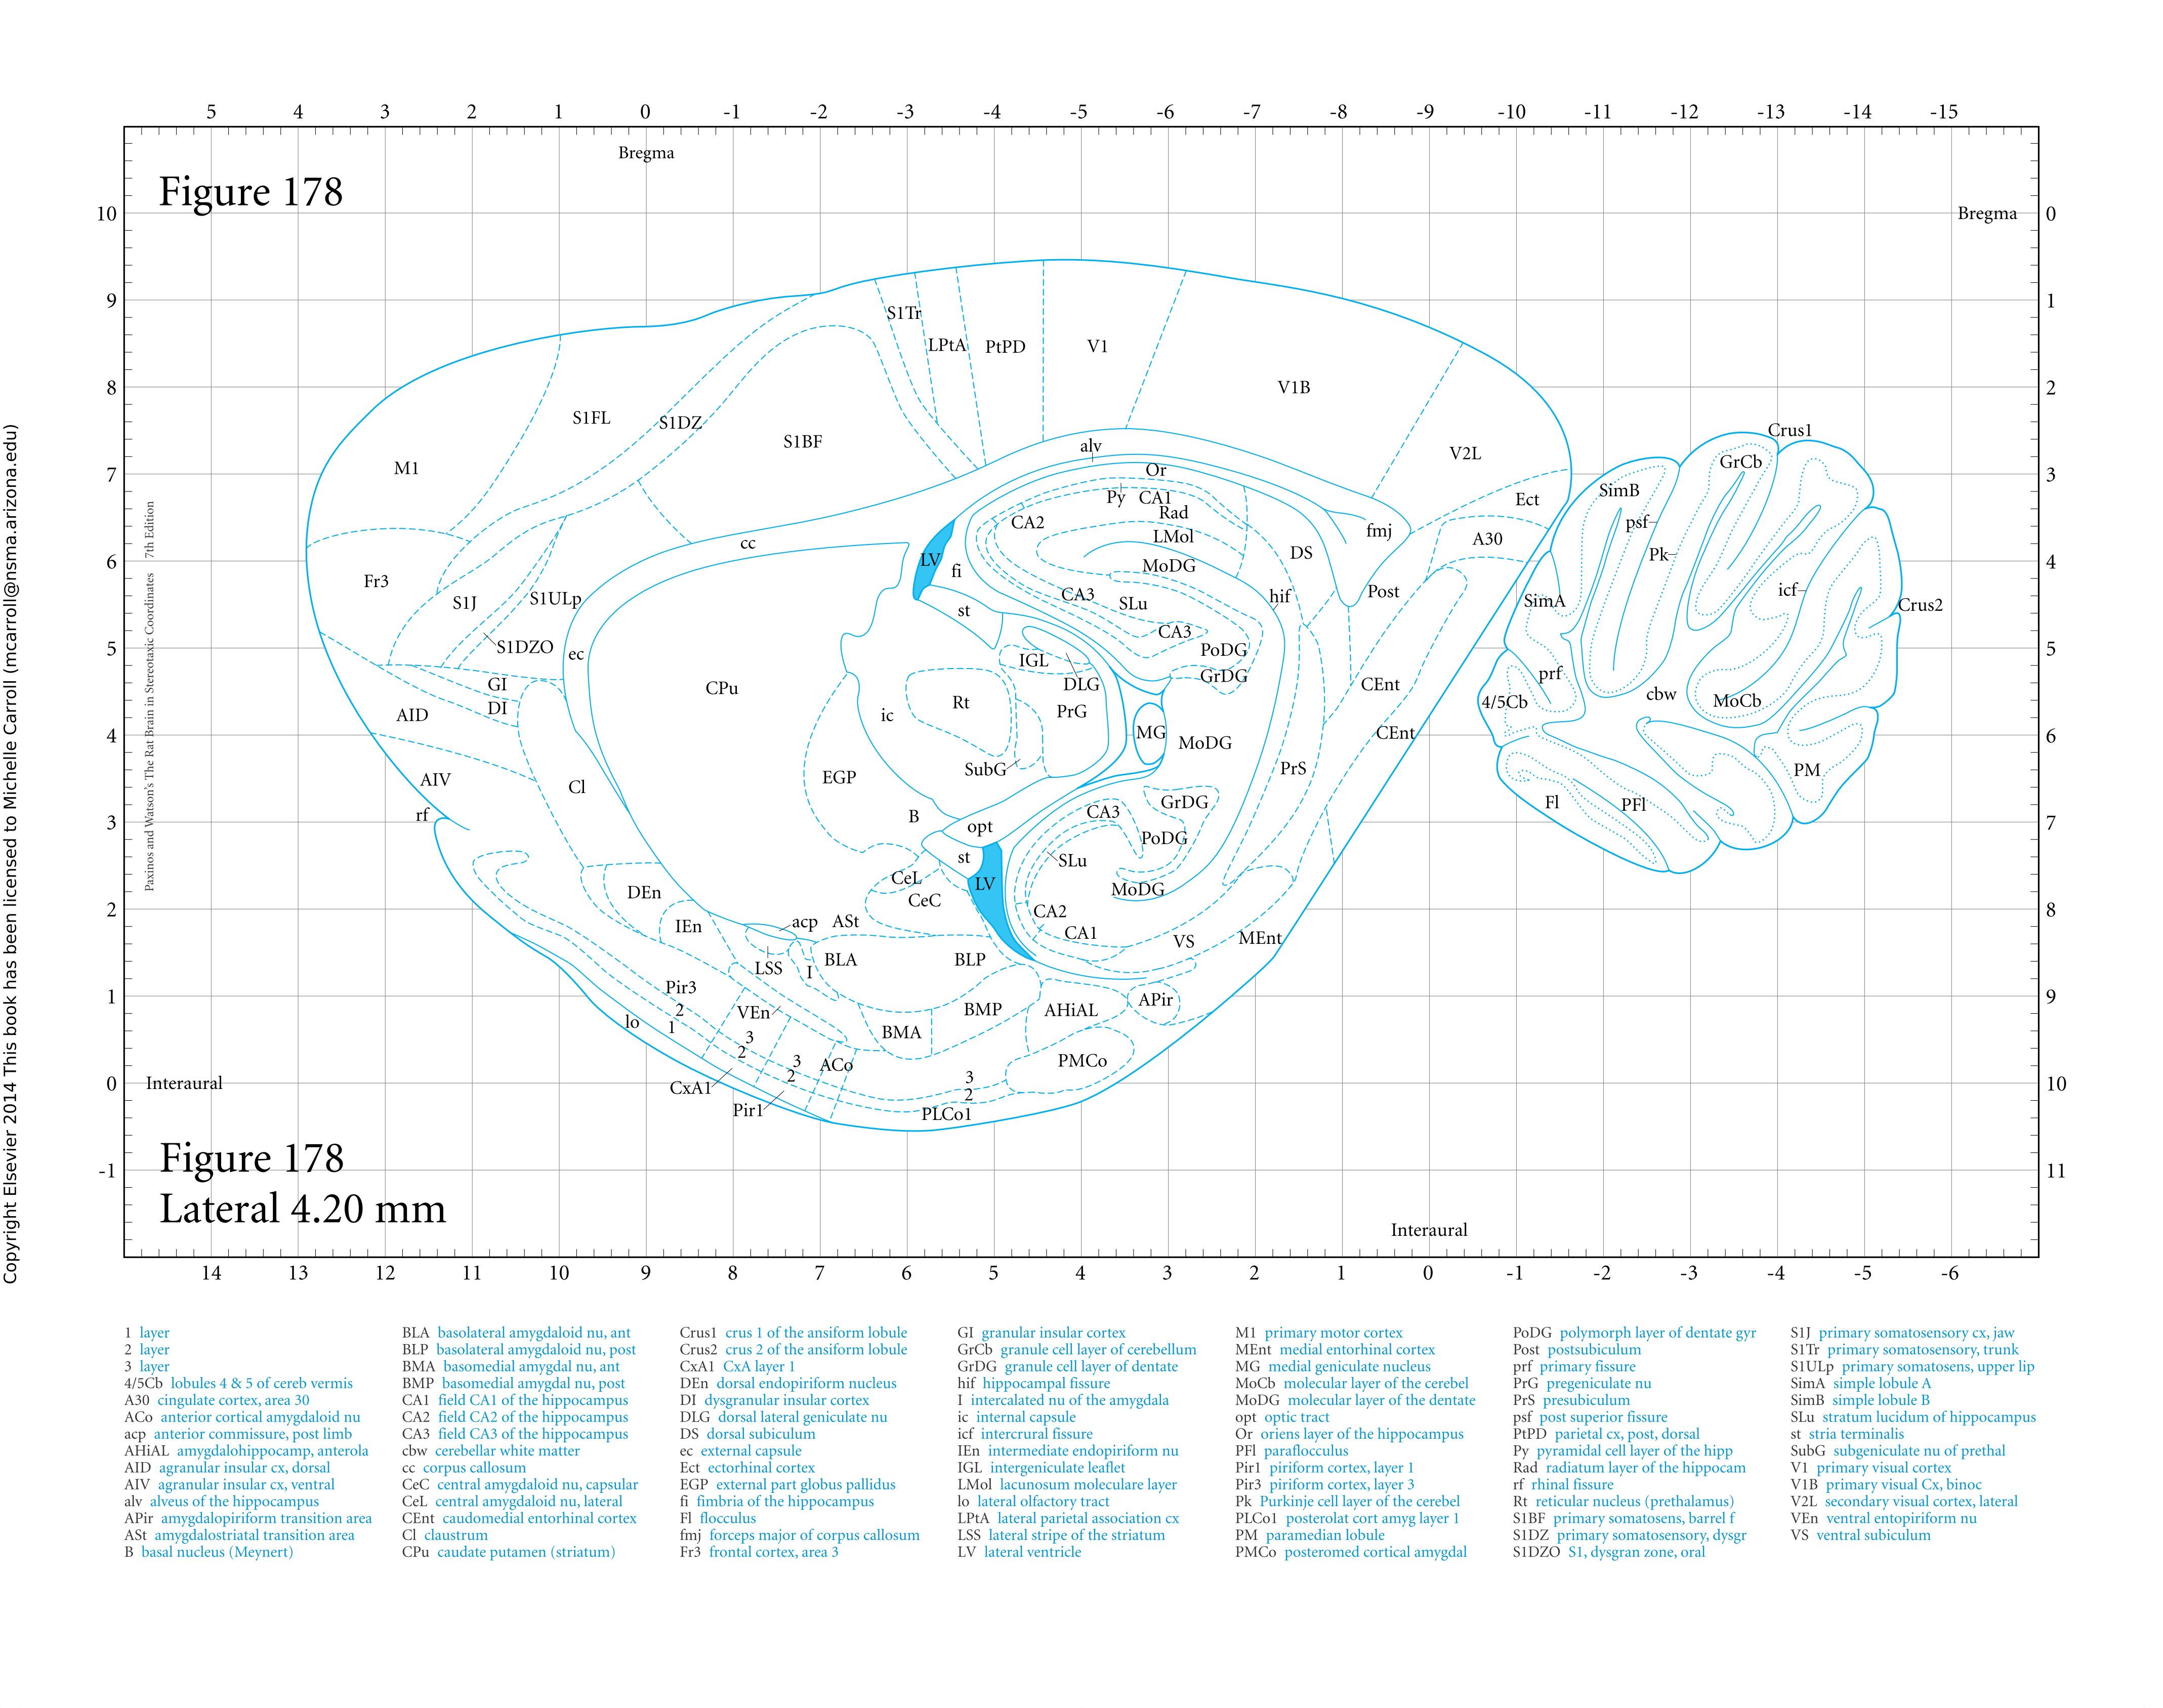 5 4 3 2 1 0 -1 -2 -3 -4 -5 -6 -7 -8 -9 -10 -11 -12 -13 -14 -15
Bregma
Figure 178
10 Bregma 0
9 1
8 2
7 3
6 4
5 5
4 6
3 7
2 8
1 9
0 Interaural 10
-1 11
S1Tr
LPtA PtPD V1
V1B
S1FL S1DZ
S1BF
Crus1
alv
V2L
M1
Or
GrCb
Py CA1
Rad
Ect
SimB
CA2
psf
fmj
LMol
A30
cc
DS
Pk
LV
fi
MoDG
Fr3
Post
icf
CA3
hif
S1J S1ULp
st
SLu
SimA
Crus2
CA3
S1DZO
ec
PoDG
IGL
prf
GrDG
GI
DLG
CEnt
CPu
cbw
Rt
4/5Cb
MoCb
DI
AID
ic
PrG
MG
MoDG
CEnt
SubG
PrS
PM
AIV
EGP
Cl
GrDG
Fl
PFl
rf
CA3
B
opt
PoDG
st
SLu
CeL
LV
MoDG
DEn
CeC
CA2
acp ASt
IEn
CA1
VS
MEnt
LSS
I
BLA
BLP
Pir3
APir
2
VEn
BMP
AHiAL
lo
1
BMA
3
2
3
ACo
PMCo
2
3
CxA1
2
Pir1
PLCo1
Figure 178
Lateral 4.20 mm
Interaural
14 13 12 11 10 9 8 7 6 5 4 3 2 1 0 -1 -2 -3 -4 -5 -6
Paxinos and Watson's The Rat Brain in Stereotaxic Coordinates 7th Edition
Copyright Elsevier 2014 This book has been licensed to Michelle Carroll (mcarroll@nsma.arizona.edu)
1 layer
2 layer
3 layer
4/5Cb lobules 4 & 5 of cereb vermis
A30 cingulate cortex, area 30
ACo anterior cortical amygdaloid nu
acp anterior commissure, post limb
AHiAL amygdalohippocamp, anterola
AID agranular insular cx, dorsal
AIV agranular insular cx, ventral
alv alveus of the hippocampus
APir amygdalopiriform transition area
ASt amygdalostriatal transition area
B basal nucleus (Meynert)
BLA basolateral amygdaloid nu, ant
BLP basolateral amygdaloid nu, post
BMA basomedial amygdal nu, ant
BMP basomedial amygdal nu, post
CA1 field CA1 of the hippocampus
CA2 field CA2 of the hippocampus
CA3 field CA3 of the hippocampus
cbw cerebellar white matter
cc corpus callosum
CeC central amygdaloid nu, capsular
CeL central amygdaloid nu, lateral
CEnt caudomedial entorhinal cortex
Cl claustrum
CPu caudate putamen (striatum)
Crus1 crus 1 of the ansiform lobule
Crus2 crus 2 of the ansiform lobule
CxA1 CxA layer 1
DEn dorsal endopiriform nucleus
DI dysgranular insular cortex
DLG dorsal lateral geniculate nu
DS dorsal subiculum
ec external capsule
Ect ectorhinal cortex
EGP external part globus pallidus
fi fimbria of the hippocampus
Fl flocculus
fmj forceps major of corpus callosum
Fr3 frontal cortex, area 3
GI granular insular cortex
GrCb granule cell layer of cerebellum
GrDG granule cell layer of dentate
hif hippocampal fissure
I intercalated nu of the amygdala
ic internal capsule
icf intercrural fissure
IEn intermediate endopiriform nu
IGL intergeniculate leaflet
LMol lacunosum moleculare layer
lo lateral olfactory tract
LPtA lateral parietal association cx
LSS lateral stripe of the striatum
LV lateral ventricle
M1 primary motor cortex
MEnt medial entorhinal cortex
MG medial geniculate nucleus
MoCb molecular layer of the cerebel
MoDG molecular layer of the dentate
opt optic tract
Or oriens layer of the hippocampus
PFl paraflocculus
Pir1 piriform cortex, layer 1
Pir3 piriform cortex, layer 3
Pk Purkinje cell layer of the cerebel
PLCo1 posterolat cort amyg layer 1
PM paramedian lobule
PMCo posteromed cortical amygdal
PoDG polymorph layer of dentate gyr
Post postsubiculum
prf primary fissure
PrG pregeniculate nu
PrS presubiculum
psf post superior fissure
PtPD parietal cx, post, dorsal
Py pyramidal cell layer of the hipp
Rad radiatum layer of the hippocam
rf rhinal fissure
Rt reticular nucleus (prethalamus)
S1BF primary somatosens, barrel f
S1DZ primary somatosensory, dysgr
S1DZO S1, dysgran zone, oral
S1J primary somatosensory cx, jaw
S1Tr primary somatosensory, trunk
S1ULp primary somatosens, upper lip
SimA simple lobule A
SimB simple lobule B
SLu stratum lucidum of hippocampus
st stria terminalis
SubG subgeniculate nu of prethal
V1 primary visual cortex
V1B primary visual Cx, binoc
V2L secondary visual cortex, lateral
VEn ventral entopiriform nu
VS ventral subiculum